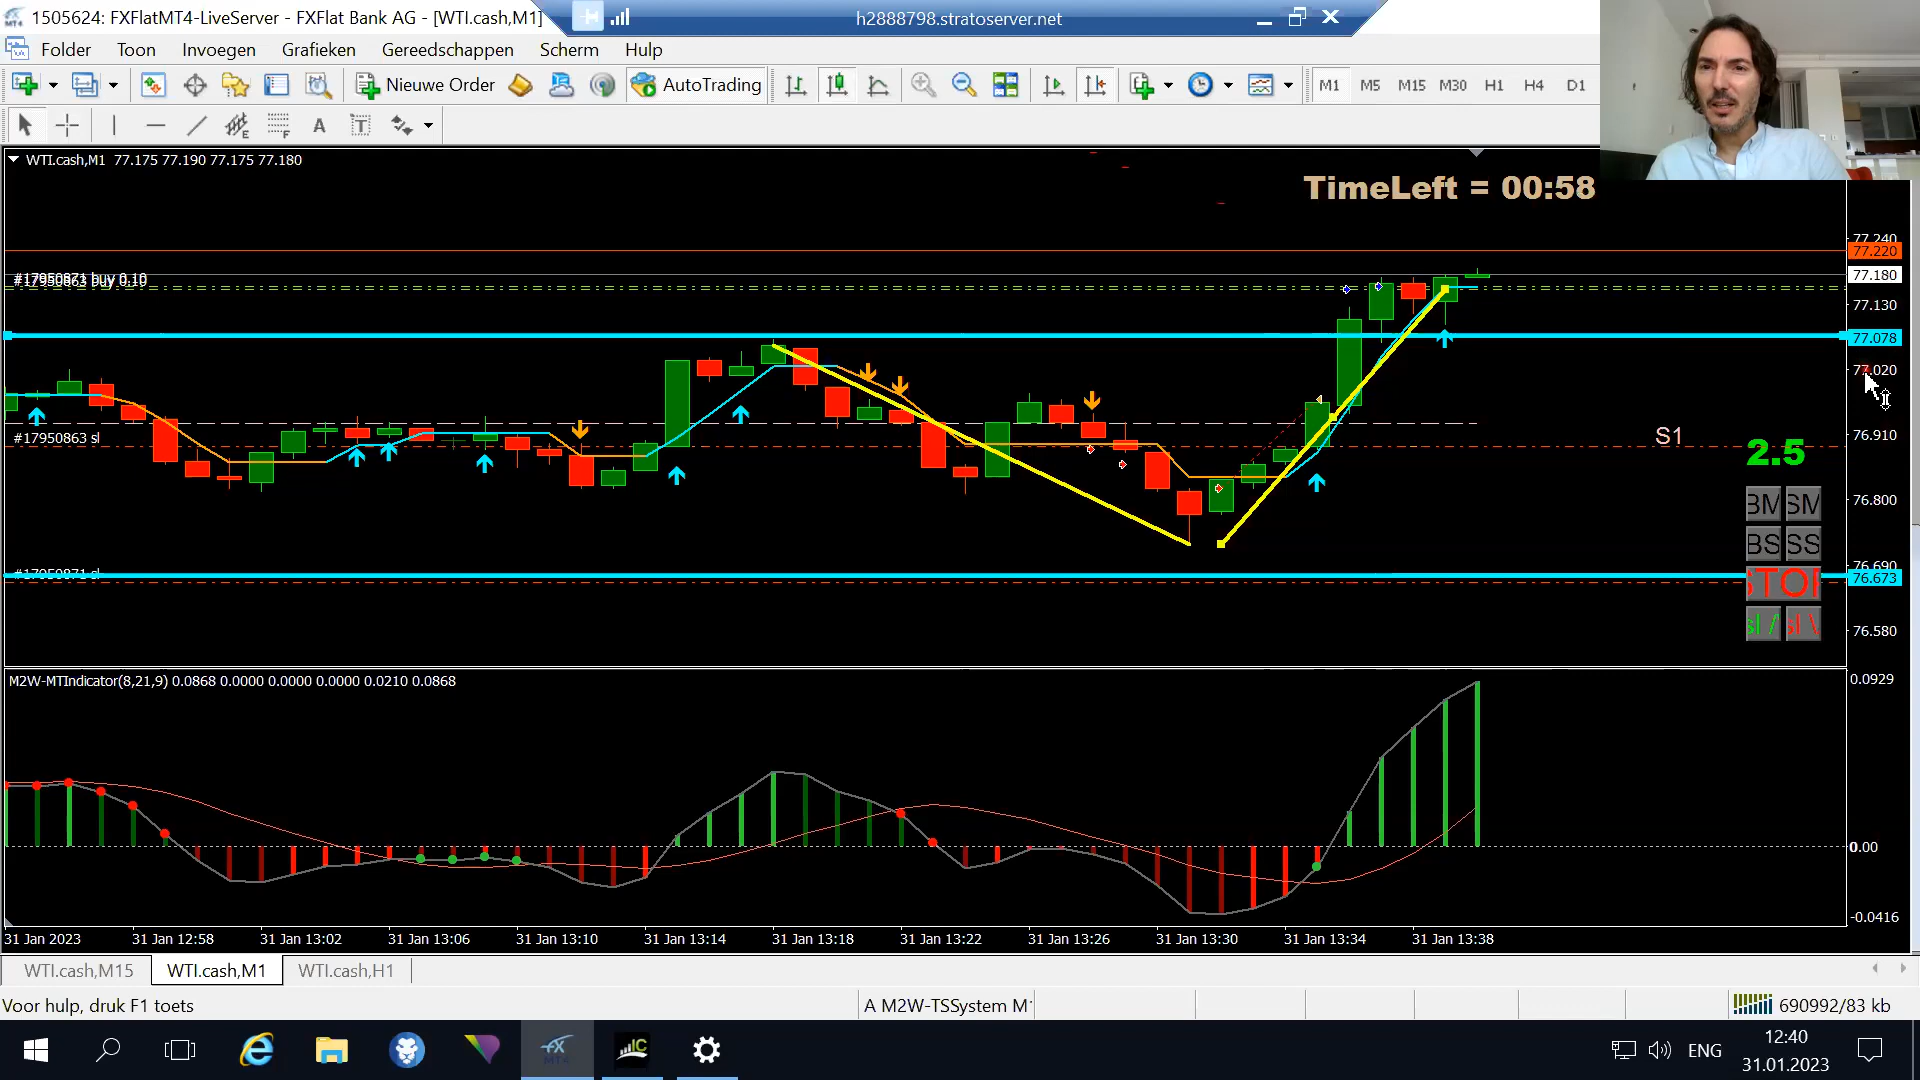 1505624: FXFlatMT4-LiveServer - FXFlat Bank AG - [WTI.cash,M1]
h2888798.stratoserver.net
Folder Toon Invoegen Grafieken Gereedschappen Scherm Hulp
Nieuwe Order AutoTrading M1 M5 M15 M30 H1 H4 D1
A T
WTI.cash,M1 77.175 77.190 77.175 77.180
TimeLeft = 00:58
77.240
77.220
77.180
#17950863 buy 0.10
77.130
77.078
77.020
#17950863 sl
76.910
S1
2.5
76.800
BM SM
BS SS
76.690
#17950871 sl
76.673
STOP
sl / sl \
76.580
M2W-MTIndicator(8,21,9) 0.0868 0.0000 0.0000 0.0000 0.0210 0.0868
0.0929
0.00
-0.0416
31 Jan 2023 31 Jan 12:58 31 Jan 13:02 31 Jan 13:06 31 Jan 13:10 31 Jan 13:14 31 Jan 13:18 31 Jan 13:22 31 Jan 13:26 31 Jan 13:30 31 Jan 13:34 31 Jan 13:38
WTI.cash,M15 WTI.cash,M1 WTI.cash,H1
Voor hulp, druk F1 toets
A M2W-TSSystem M
690992/83 kb
ENG
12:40
31.01.2023